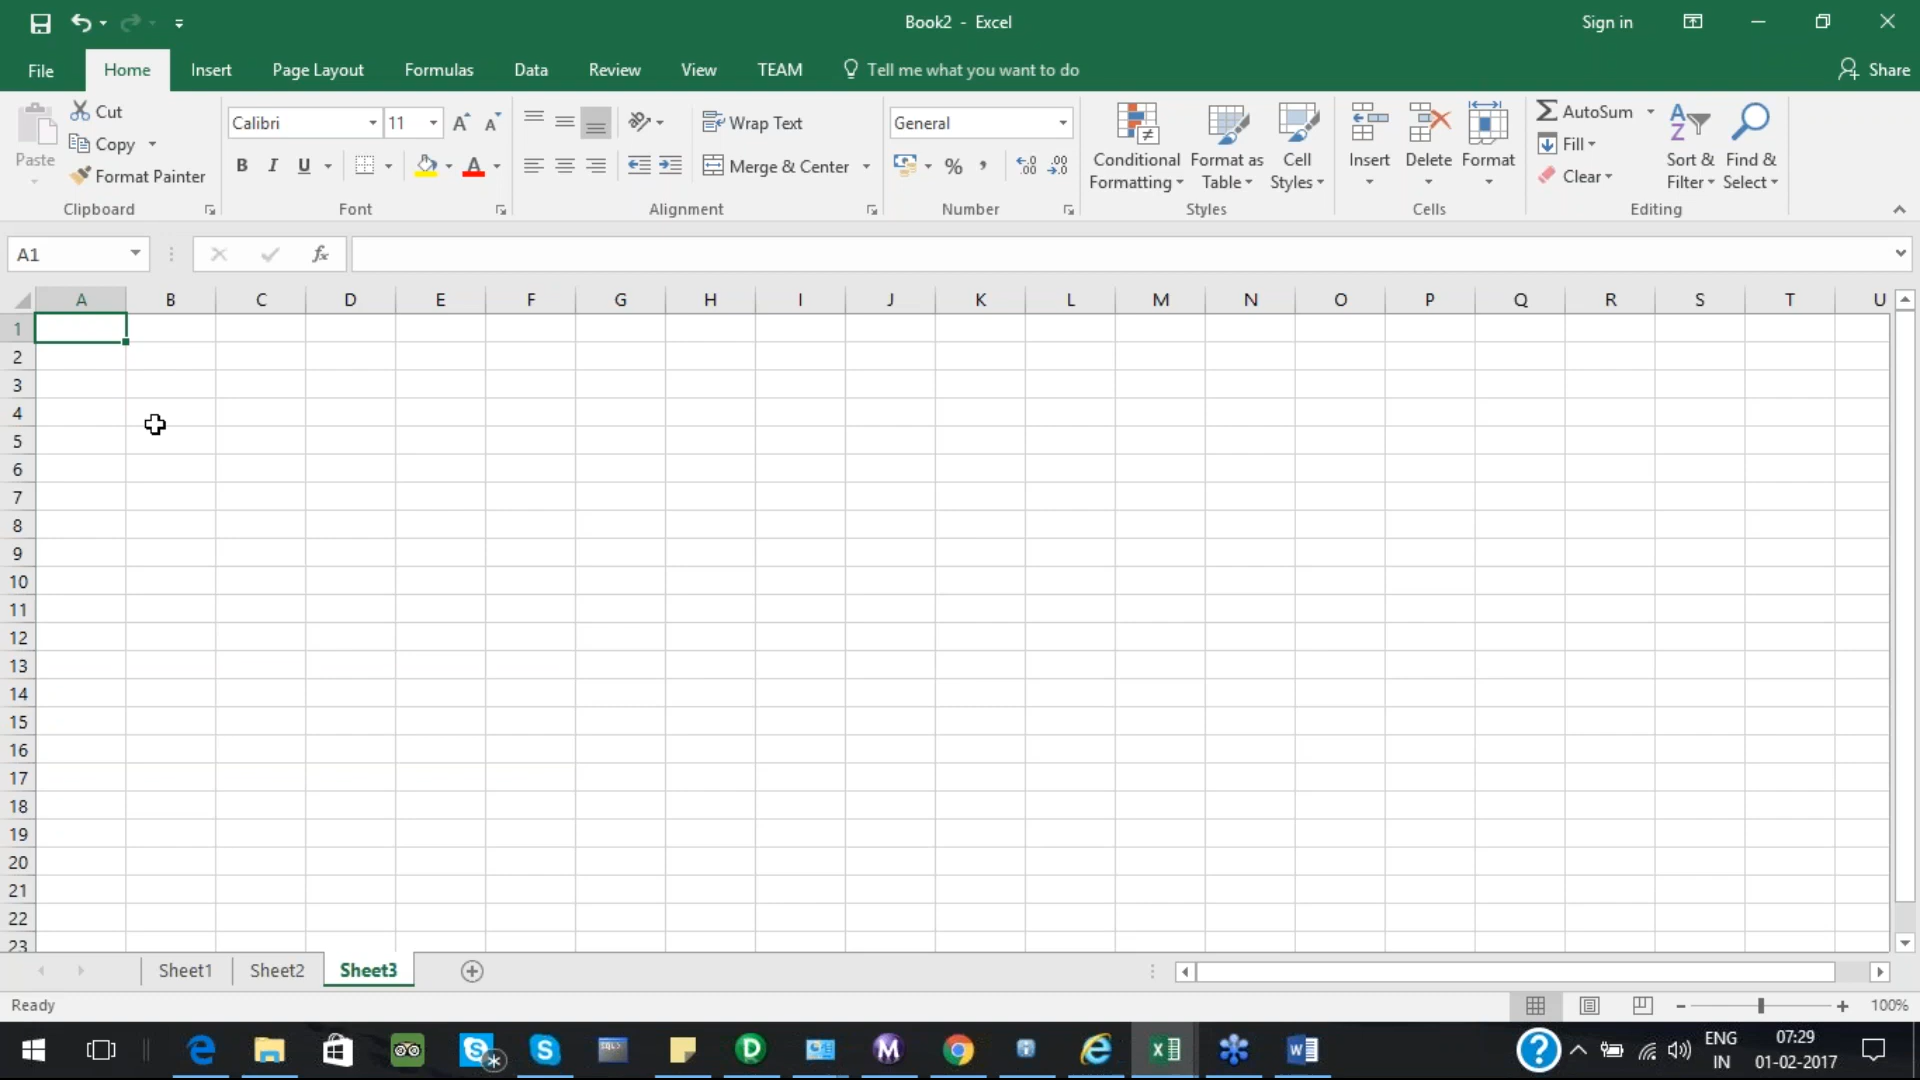 Book2 - Excel
Sign in
File
Home
Insert
Page Layout
Formulas
Data
Review
View
TEAM
Tell me what you want to do
Share
Paste
Cut
Copy
Format Painter
Clipboard
Calibri
11
B I U
Font
Wrap Text
Merge & Center
Alignment
General
%
Number
Conditional
Formatting
Format as
Table
Cell
Styles
Styles
Insert
Delete
Format
Cells
AutoSum
Fill
Clear
Sort &
Filter
Find &
Select
Editing
A1
fx
A B C D E F G H I J K L M N O P Q R S T U
1
2
3
4
5
6
7
8
9
10
11
12
13
14
15
16
17
18
19
20
21
22
23
Sheet1
Sheet2
Sheet3
Ready
100%
ENG
IN
07:29
01-02-2017